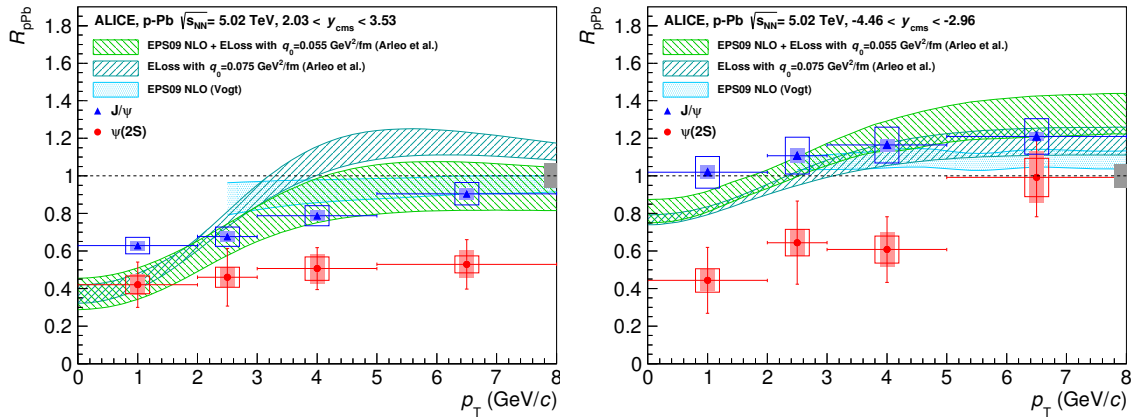 ALICE, p-Pb √sNN= 5.02 TeV, 2.03 < ycms < 3.53
EPS09 NLO + ELoss with q0=0.055 GeV²/fm (Arleo et al.)
ELoss with q0=0.075 GeV²/fm (Arleo et al.)
EPS09 NLO (Vogt)
J/ψ
ψ(2S)
RpPb
1.8
1.6
1.4
1.2
1
0.8
0.6
0.4
0.2
0
0 1 2 3 4 5 6 7 8
pT (GeV/c)
ALICE, p-Pb √sNN= 5.02 TeV, -4.46 < ycms < -2.96
EPS09 NLO + ELoss with q0=0.055 GeV²/fm (Arleo et al.)
ELoss with q0=0.075 GeV²/fm (Arleo et al.)
EPS09 NLO (Vogt)
J/ψ
ψ(2S)
RpPb
1.8
1.6
1.4
1.2
1
0.8
0.6
0.4
0.2
0
0 1 2 3 4 5 6 7 8
pT (GeV/c)